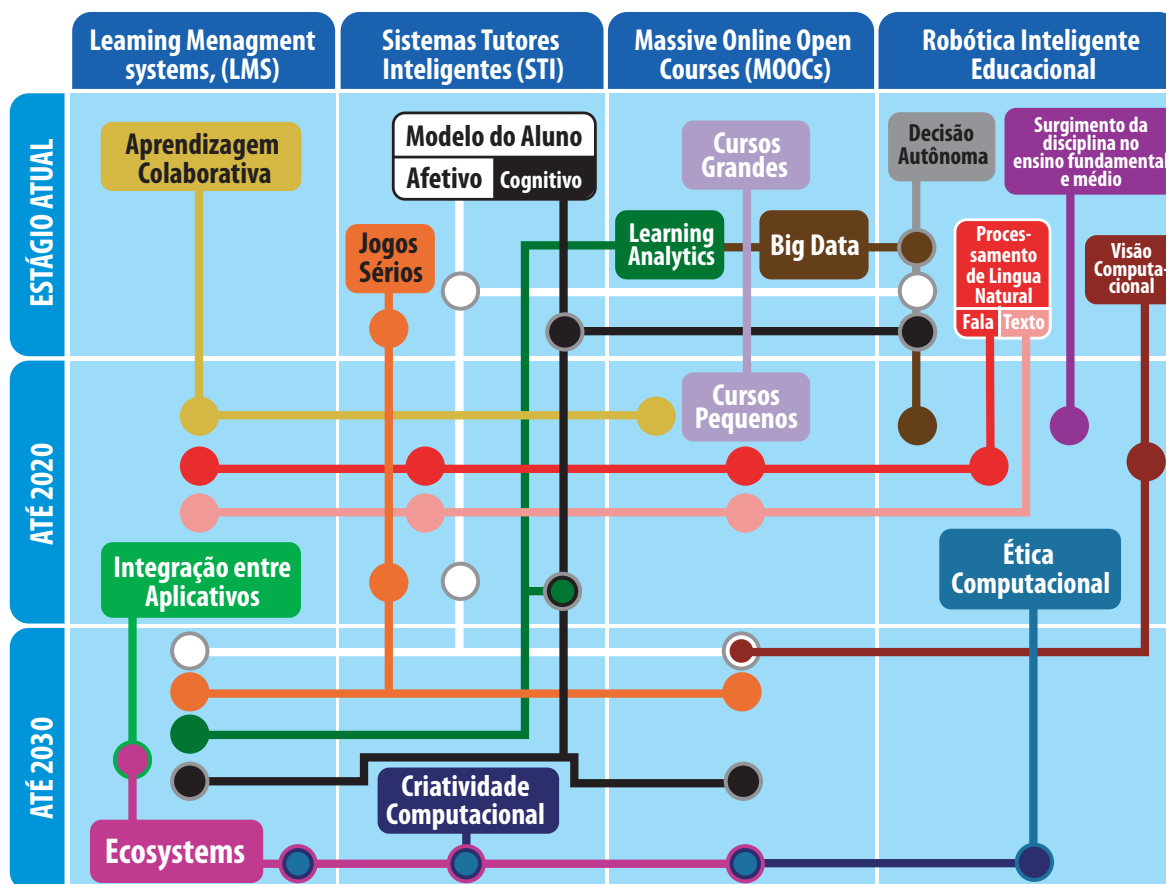 Leaming Menagment
systems, (LMS)
Sistemas Tutores
Inteligentes (STI)
Massive Online Open
Courses (MOOCs)
Robótica Inteligente
Educacional
ESTÁGIO ATUAL
Aprendizagem
Colaborativa
Modelo do Aluno
Afetivo
Cognitivo
Jogos
Sérios
Cursos
Grandes
Learning
Analytics
Big Data
Decisão
Autônoma
Surgimento da
disciplina no
ensino fundamental
e médio
Proces-
samento
de Lingua
Natural
Fala
Texto
Visão
Computa-
cional
ATÉ 2020
Cursos
Pequenos
Integração entre
Aplicativos
Ética
Computacional
ATÉ 2030
Criatividade
Computacional
Ecosystems